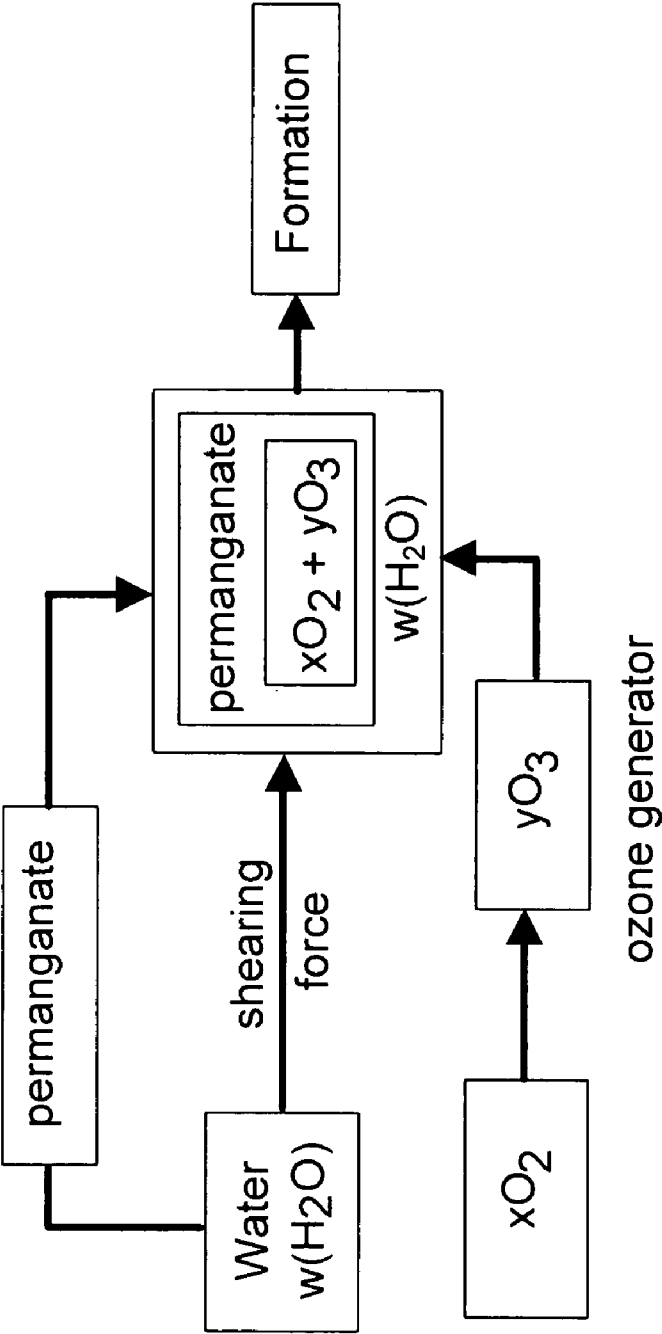 permanganate
Water
w(H2O)
shearing
force
permanganate
xO₂ + yO₃
w(H₂O)
Formation
xO₂
yO₃
ozone generator